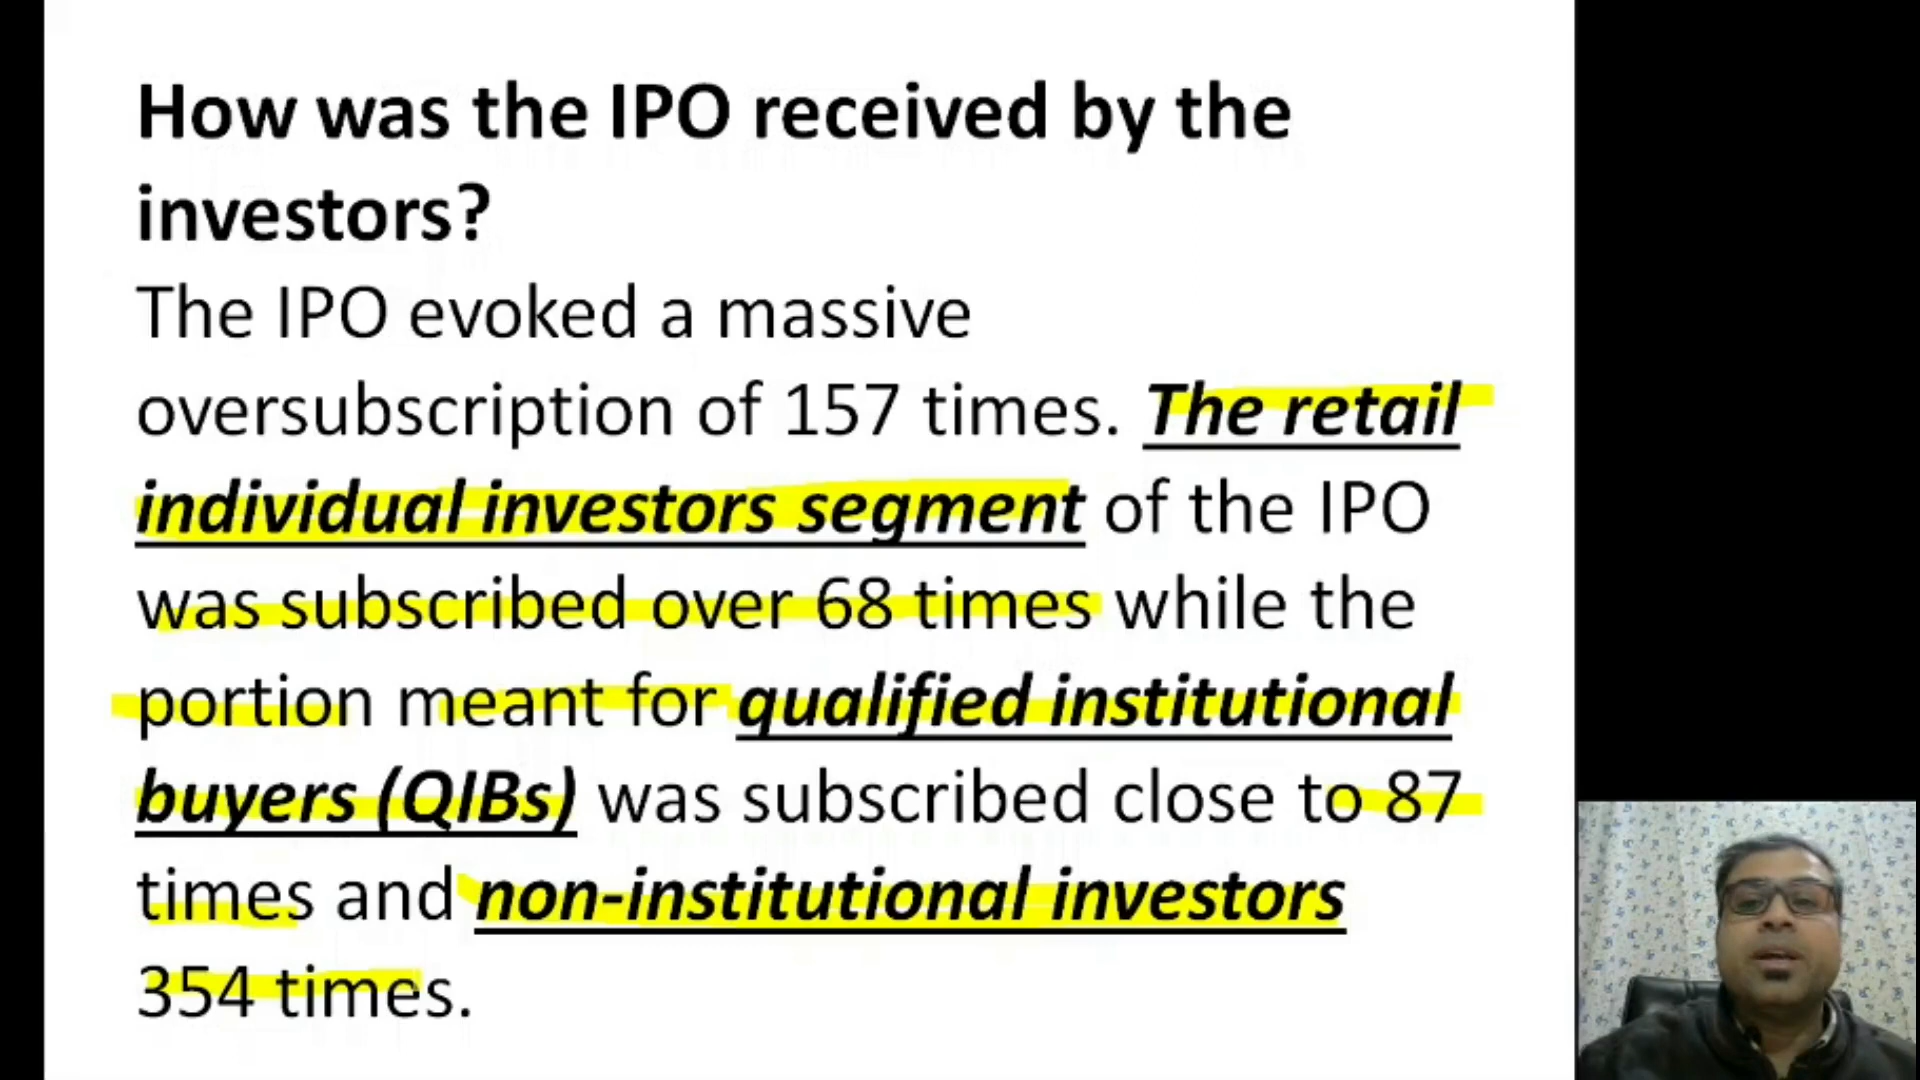 How was the IPO received by the
investors?
The IPO evoked a massive
oversubscription of 157 times. The retail
individual investors segment of the IPO
was subscribed over 68 times while the
portion meant for qualified institutional
buyers (QIBs) was subscribed close to 87
times and non-institutional investors
354 times.